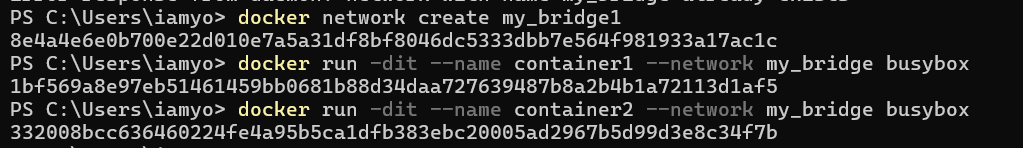 PS C:\Users\iamyo> docker network create my_bridge1
8e4a4e6e0b700e22d010e7a5a31df8bf8046dc5333dbb7e564f981933a17ac1c
PS C:\Users\iamyo> docker run -dit --name container1 --network my_bridge busybox
1bf569a8e97eb51461459bb0681b88d34daa727639487b8a2b4b1a72113d1af5
PS C:\Users\iamyo> docker run -dit --name container2 --network my_bridge busybox
332008bcc636460224fe4a95b5ca1dfb383ebc20005ad2967b5d99d3e8c34f7b